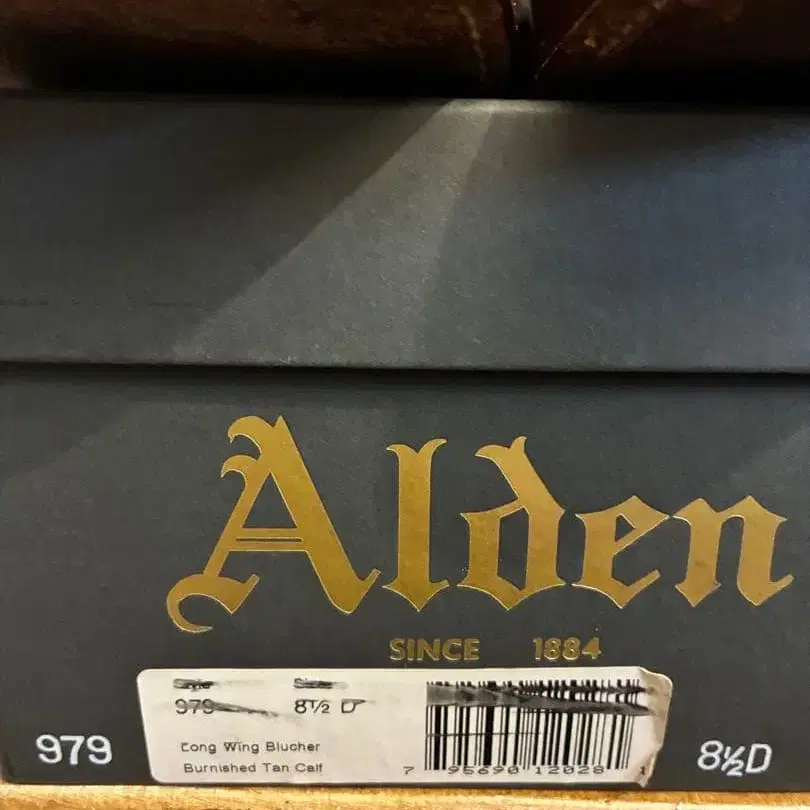 Alden
SINCE 1884
Style Size
979 8½ D
Long Wing Blucher
Burnished Tan Calf
7 95690 12028 1
979
8½D